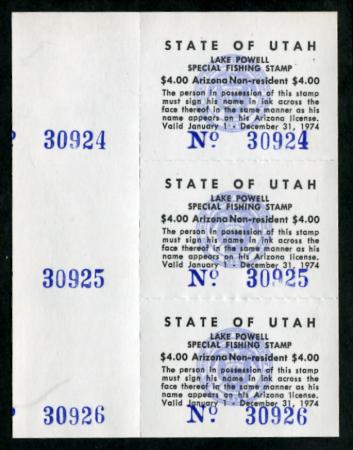 STATE OF UTAH
LAKE POWELL
SPECIAL FISHING STAMP
$4.00 Arizona Non-resident $4.00
The person in possession of this stamp
must sign his name in ink across the
face thereof in the same manner as his
name appears on his Arizona license.
Valid January 1 - December 31, 1974
30924 No 30924
STATE OF UTAH
LAKE POWELL
SPECIAL FISHING STAMP
$4.00 Arizona Non-resident $4.00
The person in possession of this stamp
must sign his name in ink across the
face thereof in the same manner as his
name appears on his Arizona license.
Valid January 1 - December 31, 1974
30925 No 30925
STATE OF UTAH
LAKE POWELL
SPECIAL FISHING STAMP
$4.00 Arizona Non-resident $4.00
The person in possession of this stamp
must sign his name in ink across the
face thereof in the same manner as his
name appears on his Arizona license.
Valid January 1 - December 31, 1974
30926 No 30926